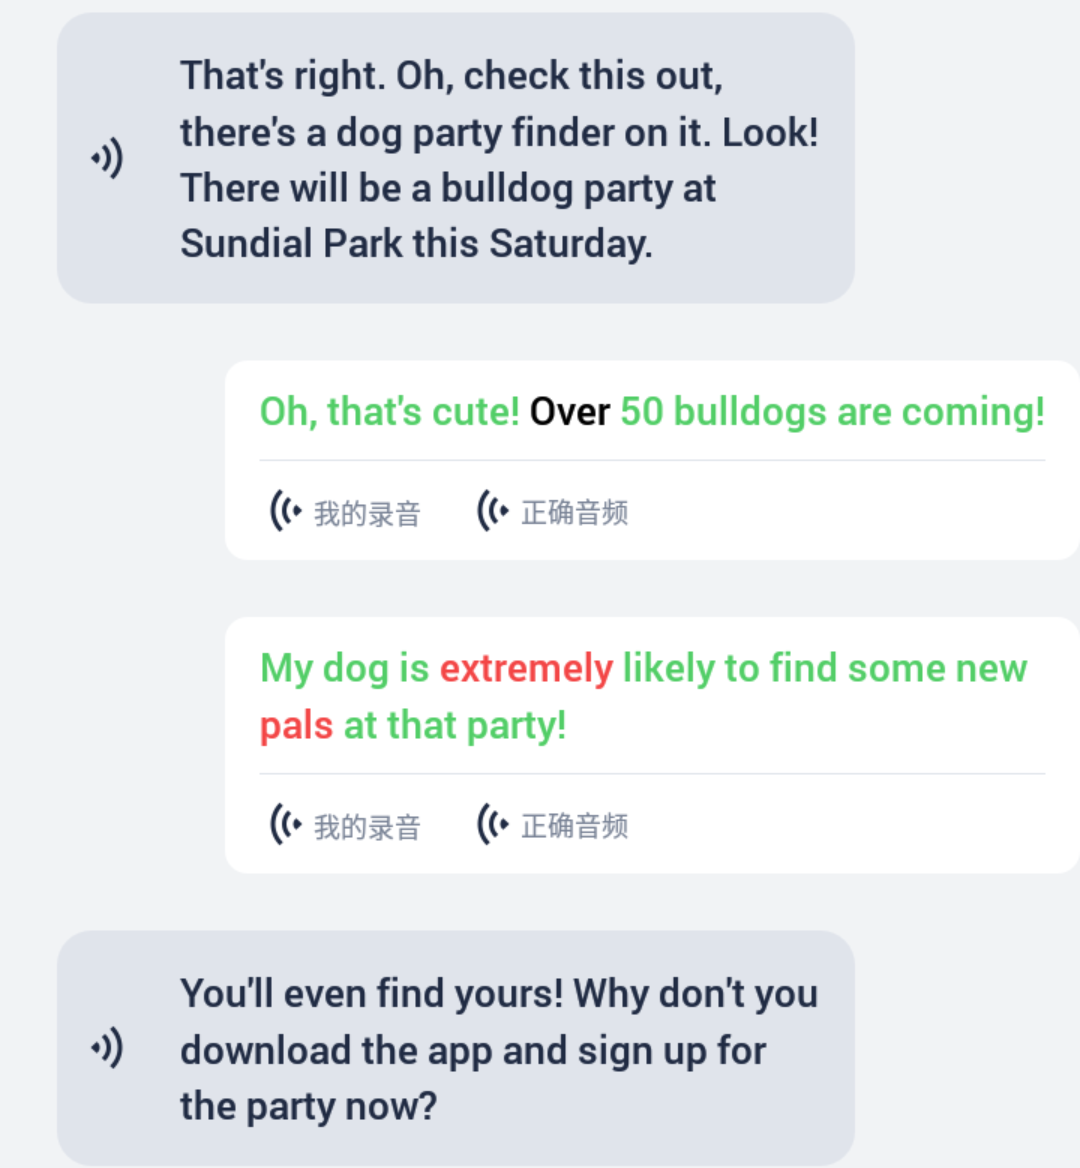 That's right. Oh, check this out,
there's a dog party finder on it. Look!
There will be a bulldog party at
Sundial Park this Saturday.
Oh, that's cute! Over 50 bulldogs are coming!
我的录音 正确音频
My dog is extremely likely to find some new
pals at that party!
我的录音 正确音频
You'll even find yours! Why don't you
download the app and sign up for
the party now?